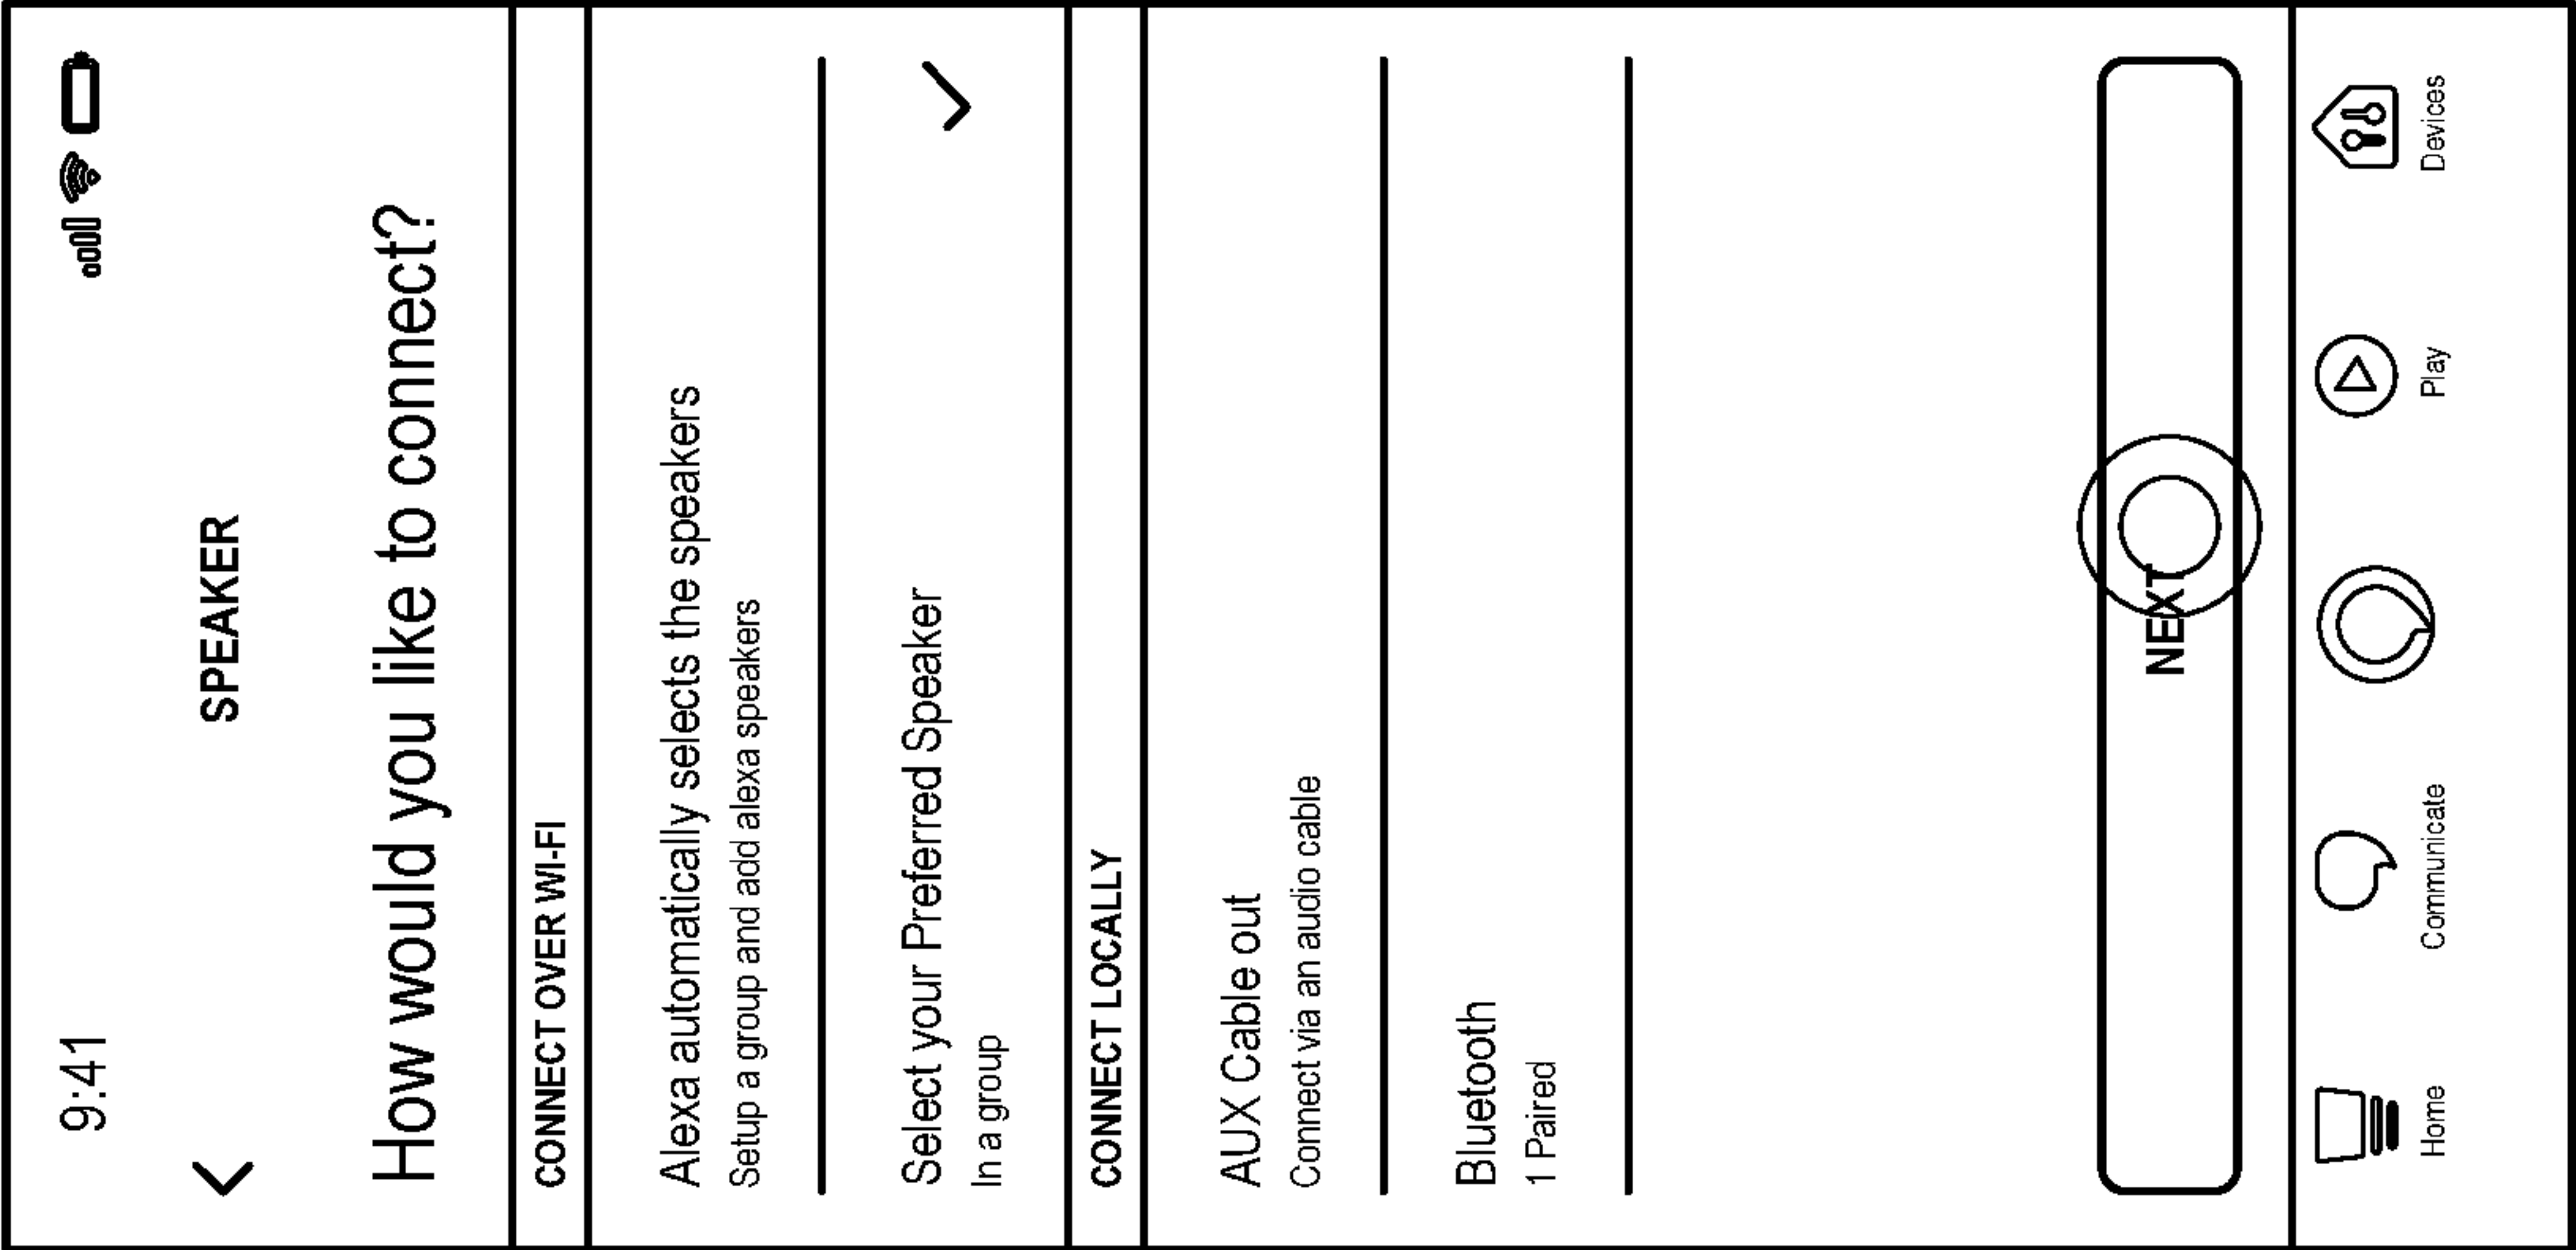 9:41
SPEAKER
How would you like to connect?
CONNECT OVER WI-FI
Alexa automatically selects the speakers
Setup a group and add alexa speakers
Select your Preferred Speaker
In a group
CONNECT LOCALLY
AUX Cable out
Connect via an audio cable
Bluetooth
1 Paired
NEXT
Home Communicate Play Devices